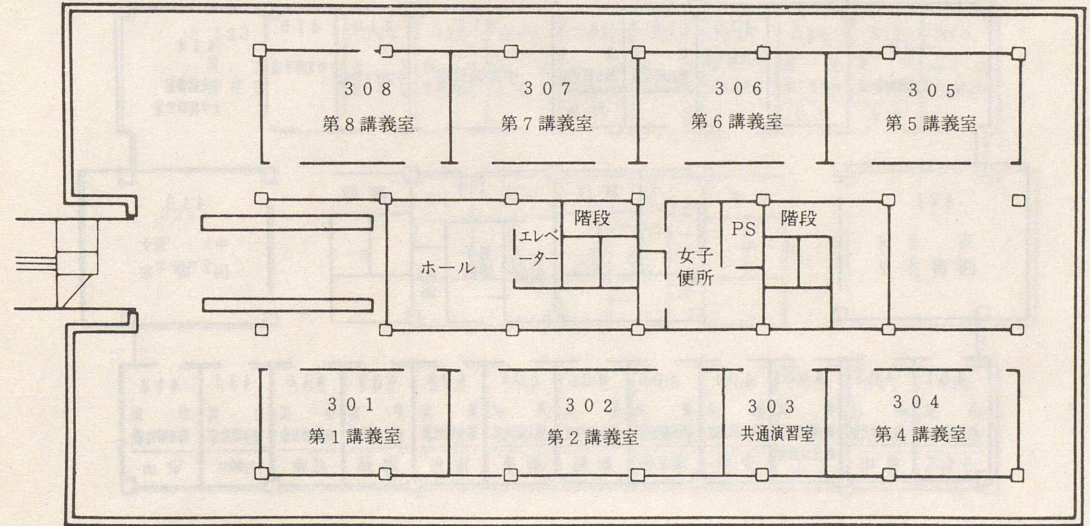 308
第8講義室
307
第7講義室
306
第6講義室
305
第5講義室
ホール
エレベ
ーター
階段
女子
便所
PS
階段
301
第1講義室
302
第2講義室
303
共通演習室
304
第4講義室